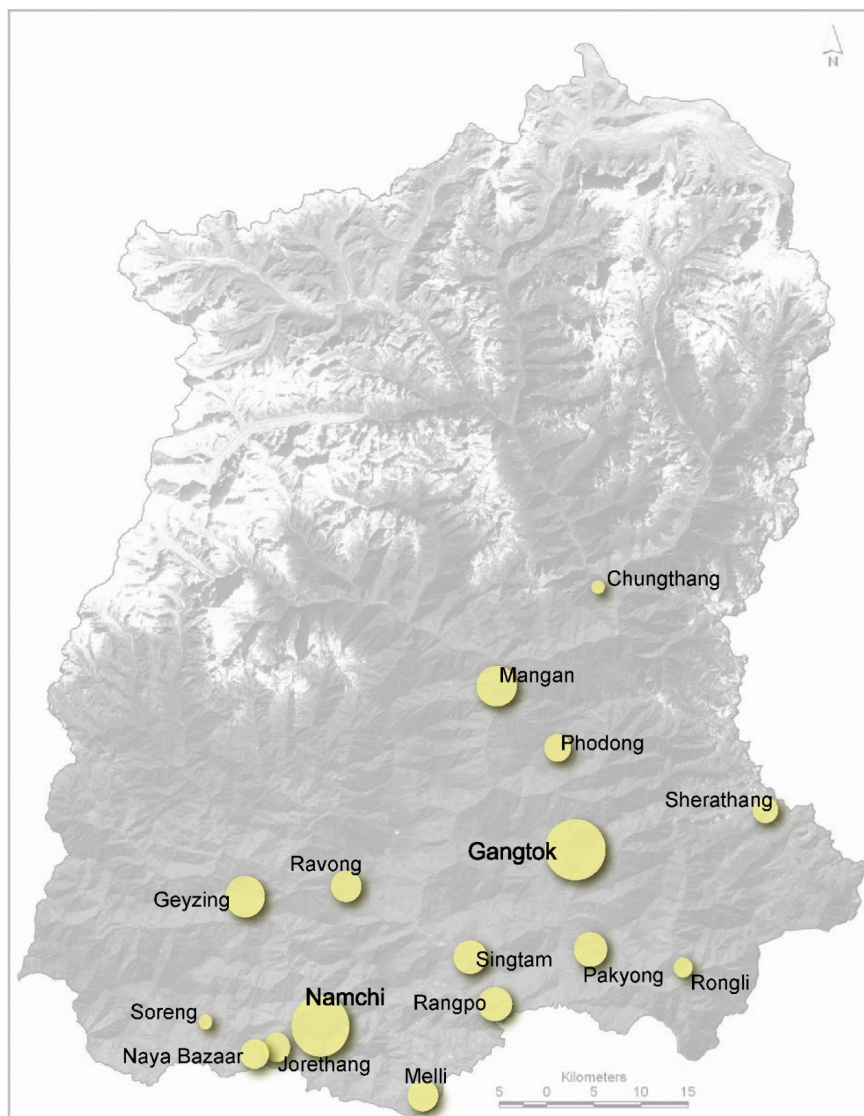 N
Chungthang
Mangan
Phodong
Sherathang
Gangtok
Ravong
Geyzing
Singtam
Pakyong
Rongli
Namchi
Rangpo
Soreng
Naya Bazaar
Jorethang
Melli
Kilometers
5 0 5 10 15